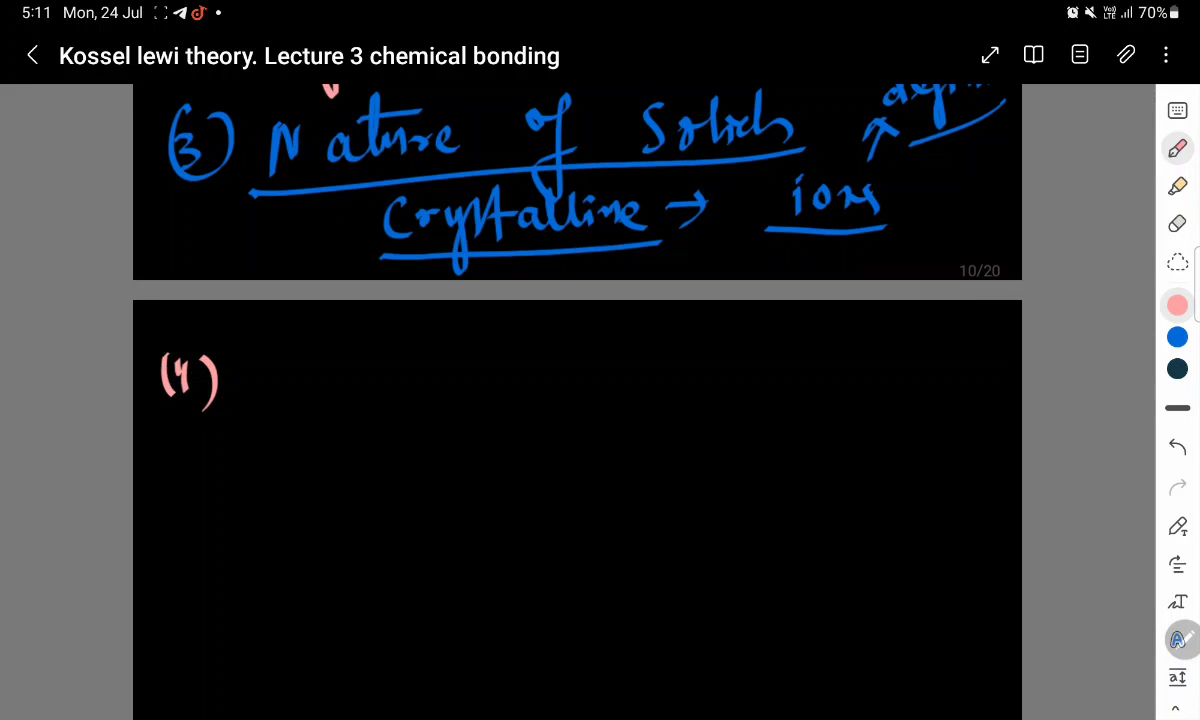 5:11 Mon, 24 Jul 70%
Kossel lewi theory. Lecture 3 chemical bonding
(3) Nature of Solids
Crystalline → ions
10/20
(4)